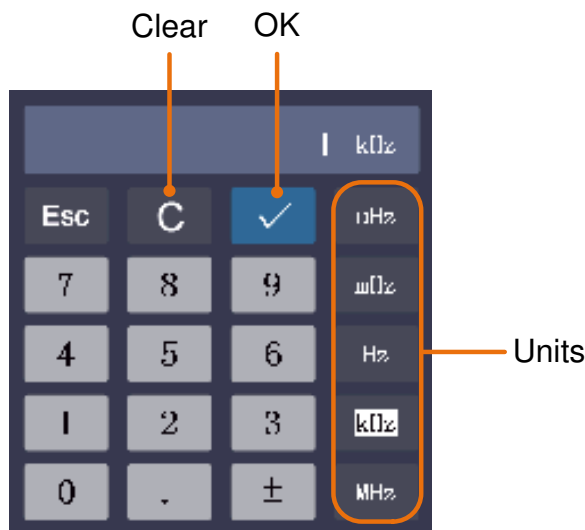 Clear OK
1 kHz
Esc C ✓ uHz
7 8 9 mHz
4 5 6 Hz
Units
1 2 3 kHz
0 . ± MHz